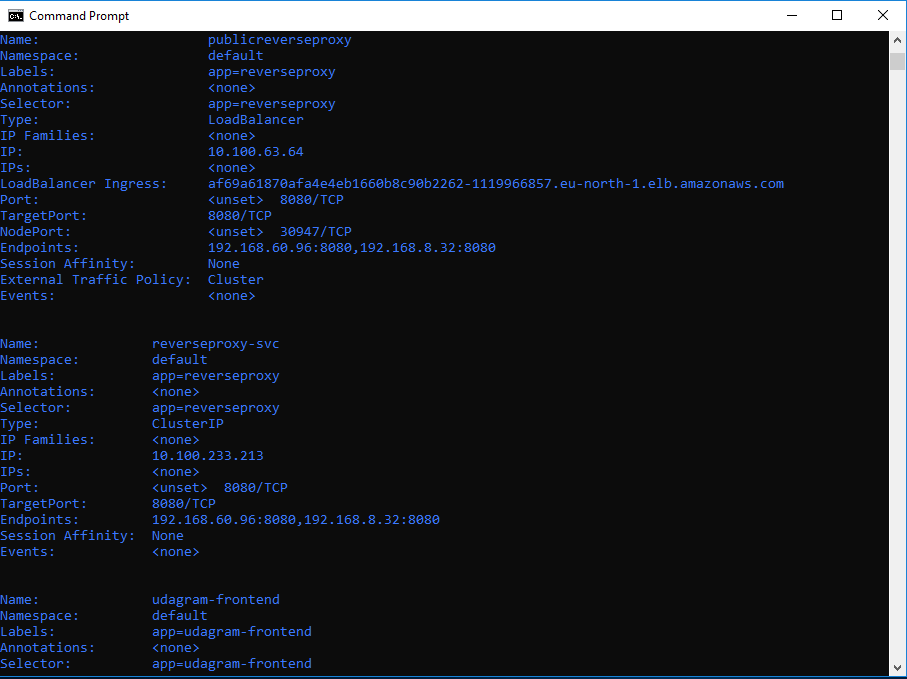 Command Prompt
Name:                     publicreverseproxy
Namespace:                default
Labels:                   app=reverseproxy
Annotations:              <none>
Selector:                 app=reverseproxy
Type:                     LoadBalancer
IP Families:              <none>
IP:                       10.100.63.64
IPs:                      <none>
LoadBalancer Ingress:     af69a61870afa4e4eb1660b8c90b2262-1119966857.eu-north-1.elb.amazonaws.com
Port:                     <unset>  8080/TCP
TargetPort:               8080/TCP
NodePort:                 <unset>  30947/TCP
Endpoints:                192.168.60.96:8080,192.168.8.32:8080
Session Affinity:         None
External Traffic Policy:  Cluster
Events:                   <none>
Name:              reverseproxy-svc
Namespace:         default
Labels:            app=reverseproxy
Annotations:       <none>
Selector:          app=reverseproxy
Type:              ClusterIP
IP Families:       <none>
IP:                10.100.233.213
IPs:               <none>
Port:              <unset>  8080/TCP
TargetPort:        8080/TCP
Endpoints:         192.168.60.96:8080,192.168.8.32:8080
Session Affinity:  None
Events:            <none>
Name:              udagram-frontend
Namespace:         default
Labels:            app=udagram-frontend
Annotations:       <none>
Selector:          app=udagram-frontend